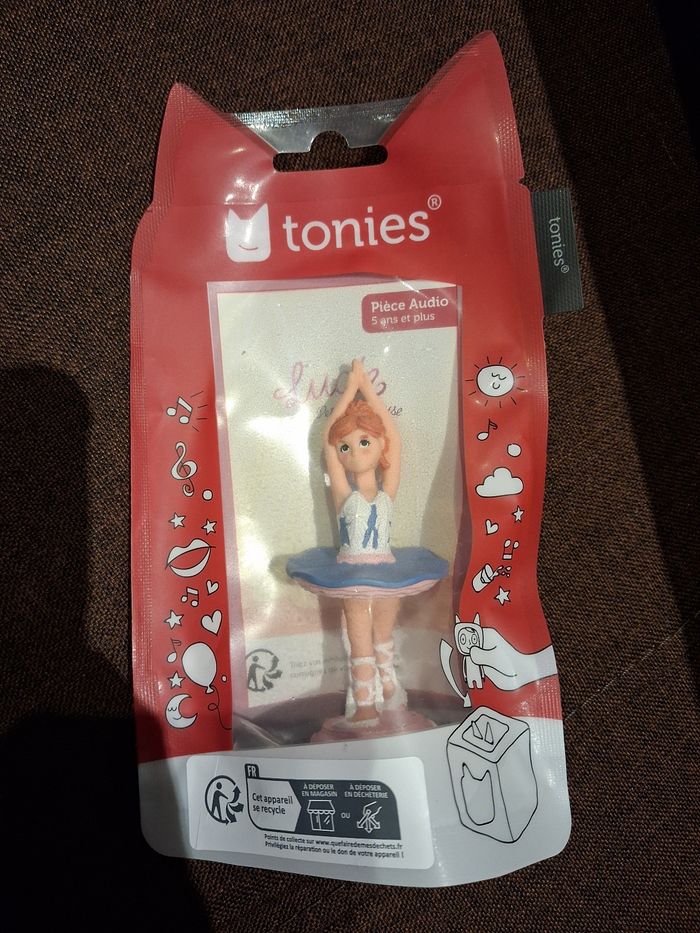 tonies®
tonies®
Pièce Audio
5 ans et plus
FR
Cet appareil
se recycle
À DÉPOSER
EN MAGASIN
OU
À DÉPOSER
EN DÉCHÈTERIE
Points de collecte sur www.quefairedemesdechets.fr
Privilégiez la réparation ou le don de votre appareil !